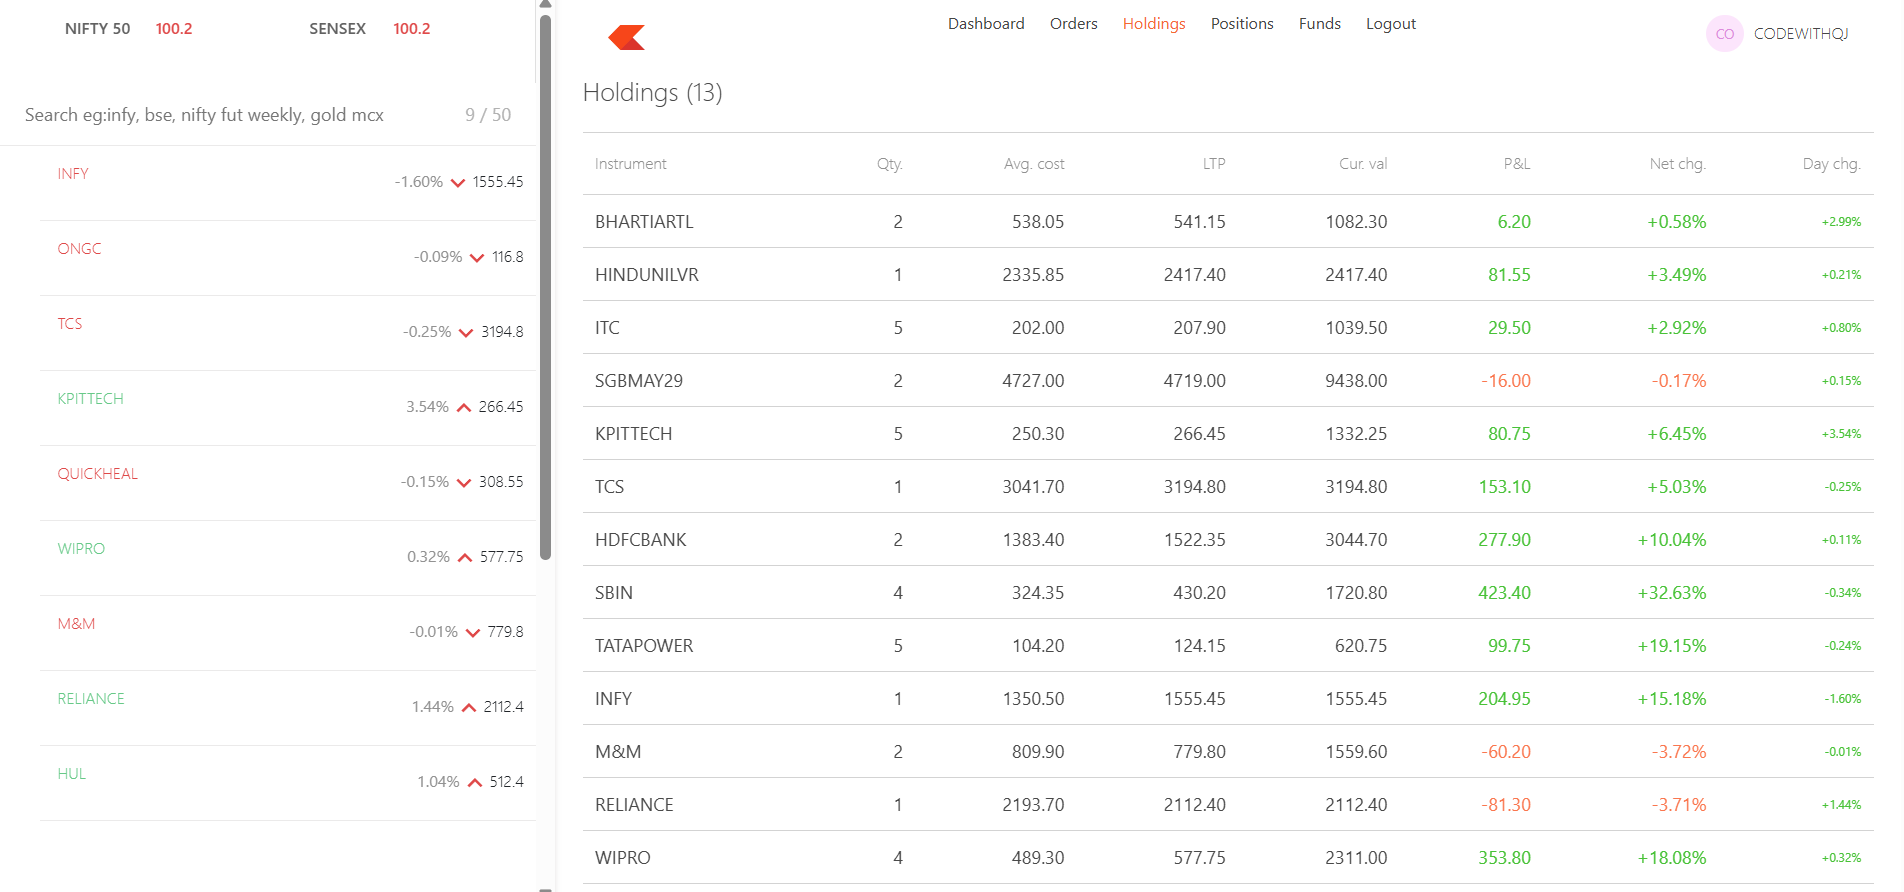 NIFTY 50 100.2 SENSEX 100.2
Search eg:infy, bse, nifty fut weekly, gold mcx 9 / 50
INFY -1.60% 1555.45
ONGC -0.09% 116.8
TCS -0.25% 3194.8
KPITTECH 3.54% 266.45
QUICKHEAL -0.15% 308.55
WIPRO 0.32% 577.75
M&M -0.01% 779.8
RELIANCE 1.44% 2112.4
HUL 1.04% 512.4
Dashboard Orders Holdings Positions Funds Logout
CO CODEWITHQJ
Holdings (13)
Instrument Qty. Avg. cost LTP Cur. val P&L Net chg. Day chg.
BHARTIARTL 2 538.05 541.15 1082.30 6.20 +0.58% +2.99%
HINDUNILVR 1 2335.85 2417.40 2417.40 81.55 +3.49% +0.21%
ITC 5 202.00 207.90 1039.50 29.50 +2.92% +0.80%
SGBMAY29 2 4727.00 4719.00 9438.00 -16.00 -0.17% +0.15%
KPITTECH 5 250.30 266.45 1332.25 80.75 +6.45% +3.54%
TCS 1 3041.70 3194.80 3194.80 153.10 +5.03% -0.25%
HDFCBANK 2 1383.40 1522.35 3044.70 277.90 +10.04% +0.11%
SBIN 4 324.35 430.20 1720.80 423.40 +32.63% -0.34%
TATAPOWER 5 104.20 124.15 620.75 99.75 +19.15% -0.24%
INFY 1 1350.50 1555.45 1555.45 204.95 +15.18% -1.60%
M&M 2 809.90 779.80 1559.60 -60.20 -3.72% -0.01%
RELIANCE 1 2193.70 2112.40 2112.40 -81.30 -3.71% +1.44%
WIPRO 4 489.30 577.75 2311.00 353.80 +18.08% +0.32%